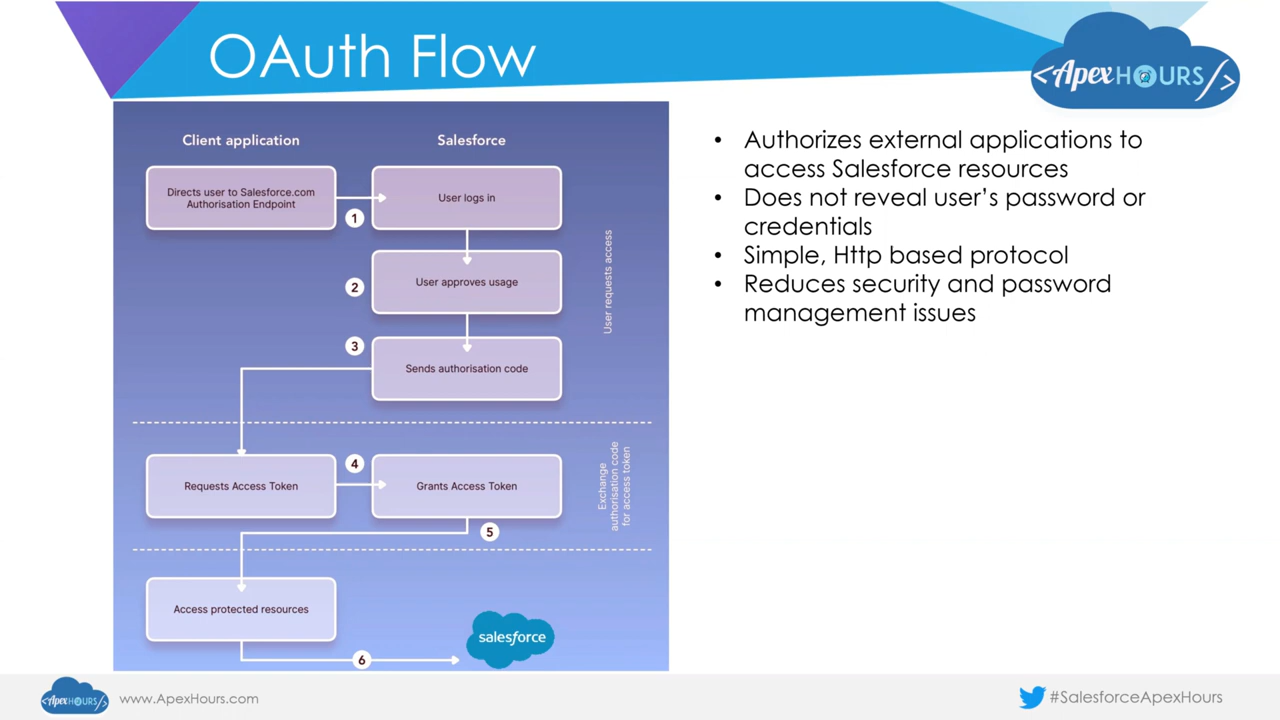 OAuth Flow
<ApexHOURS/>
Client application
Salesforce
Directs user to Salesforce.com
Authorisation Endpoint
1
User logs in
2
User approves usage
User requests access
3
Sends authorisation code
Requests Access Token
4
Grants Access Token
Exchange
authorisation code
for access token
5
Access protected resources
salesforce
6
• Authorizes external applications to
access Salesforce resources
• Does not reveal user’s password or
credentials
• Simple, Http based protocol
• Reduces security and password
management issues
<ApexHOURS/>
www.ApexHours.com
#SalesforceApexHours